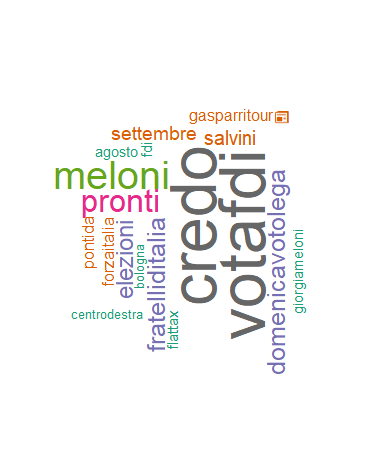 gasparritour
settembre
salvini
agosto
fdi
meloni
pronti
credo
votafdi
domenicavotolega
pontida
forzaitalia
elezioni
bologna
fratelliditalia
flattax
giorgiameloni
centrodestra